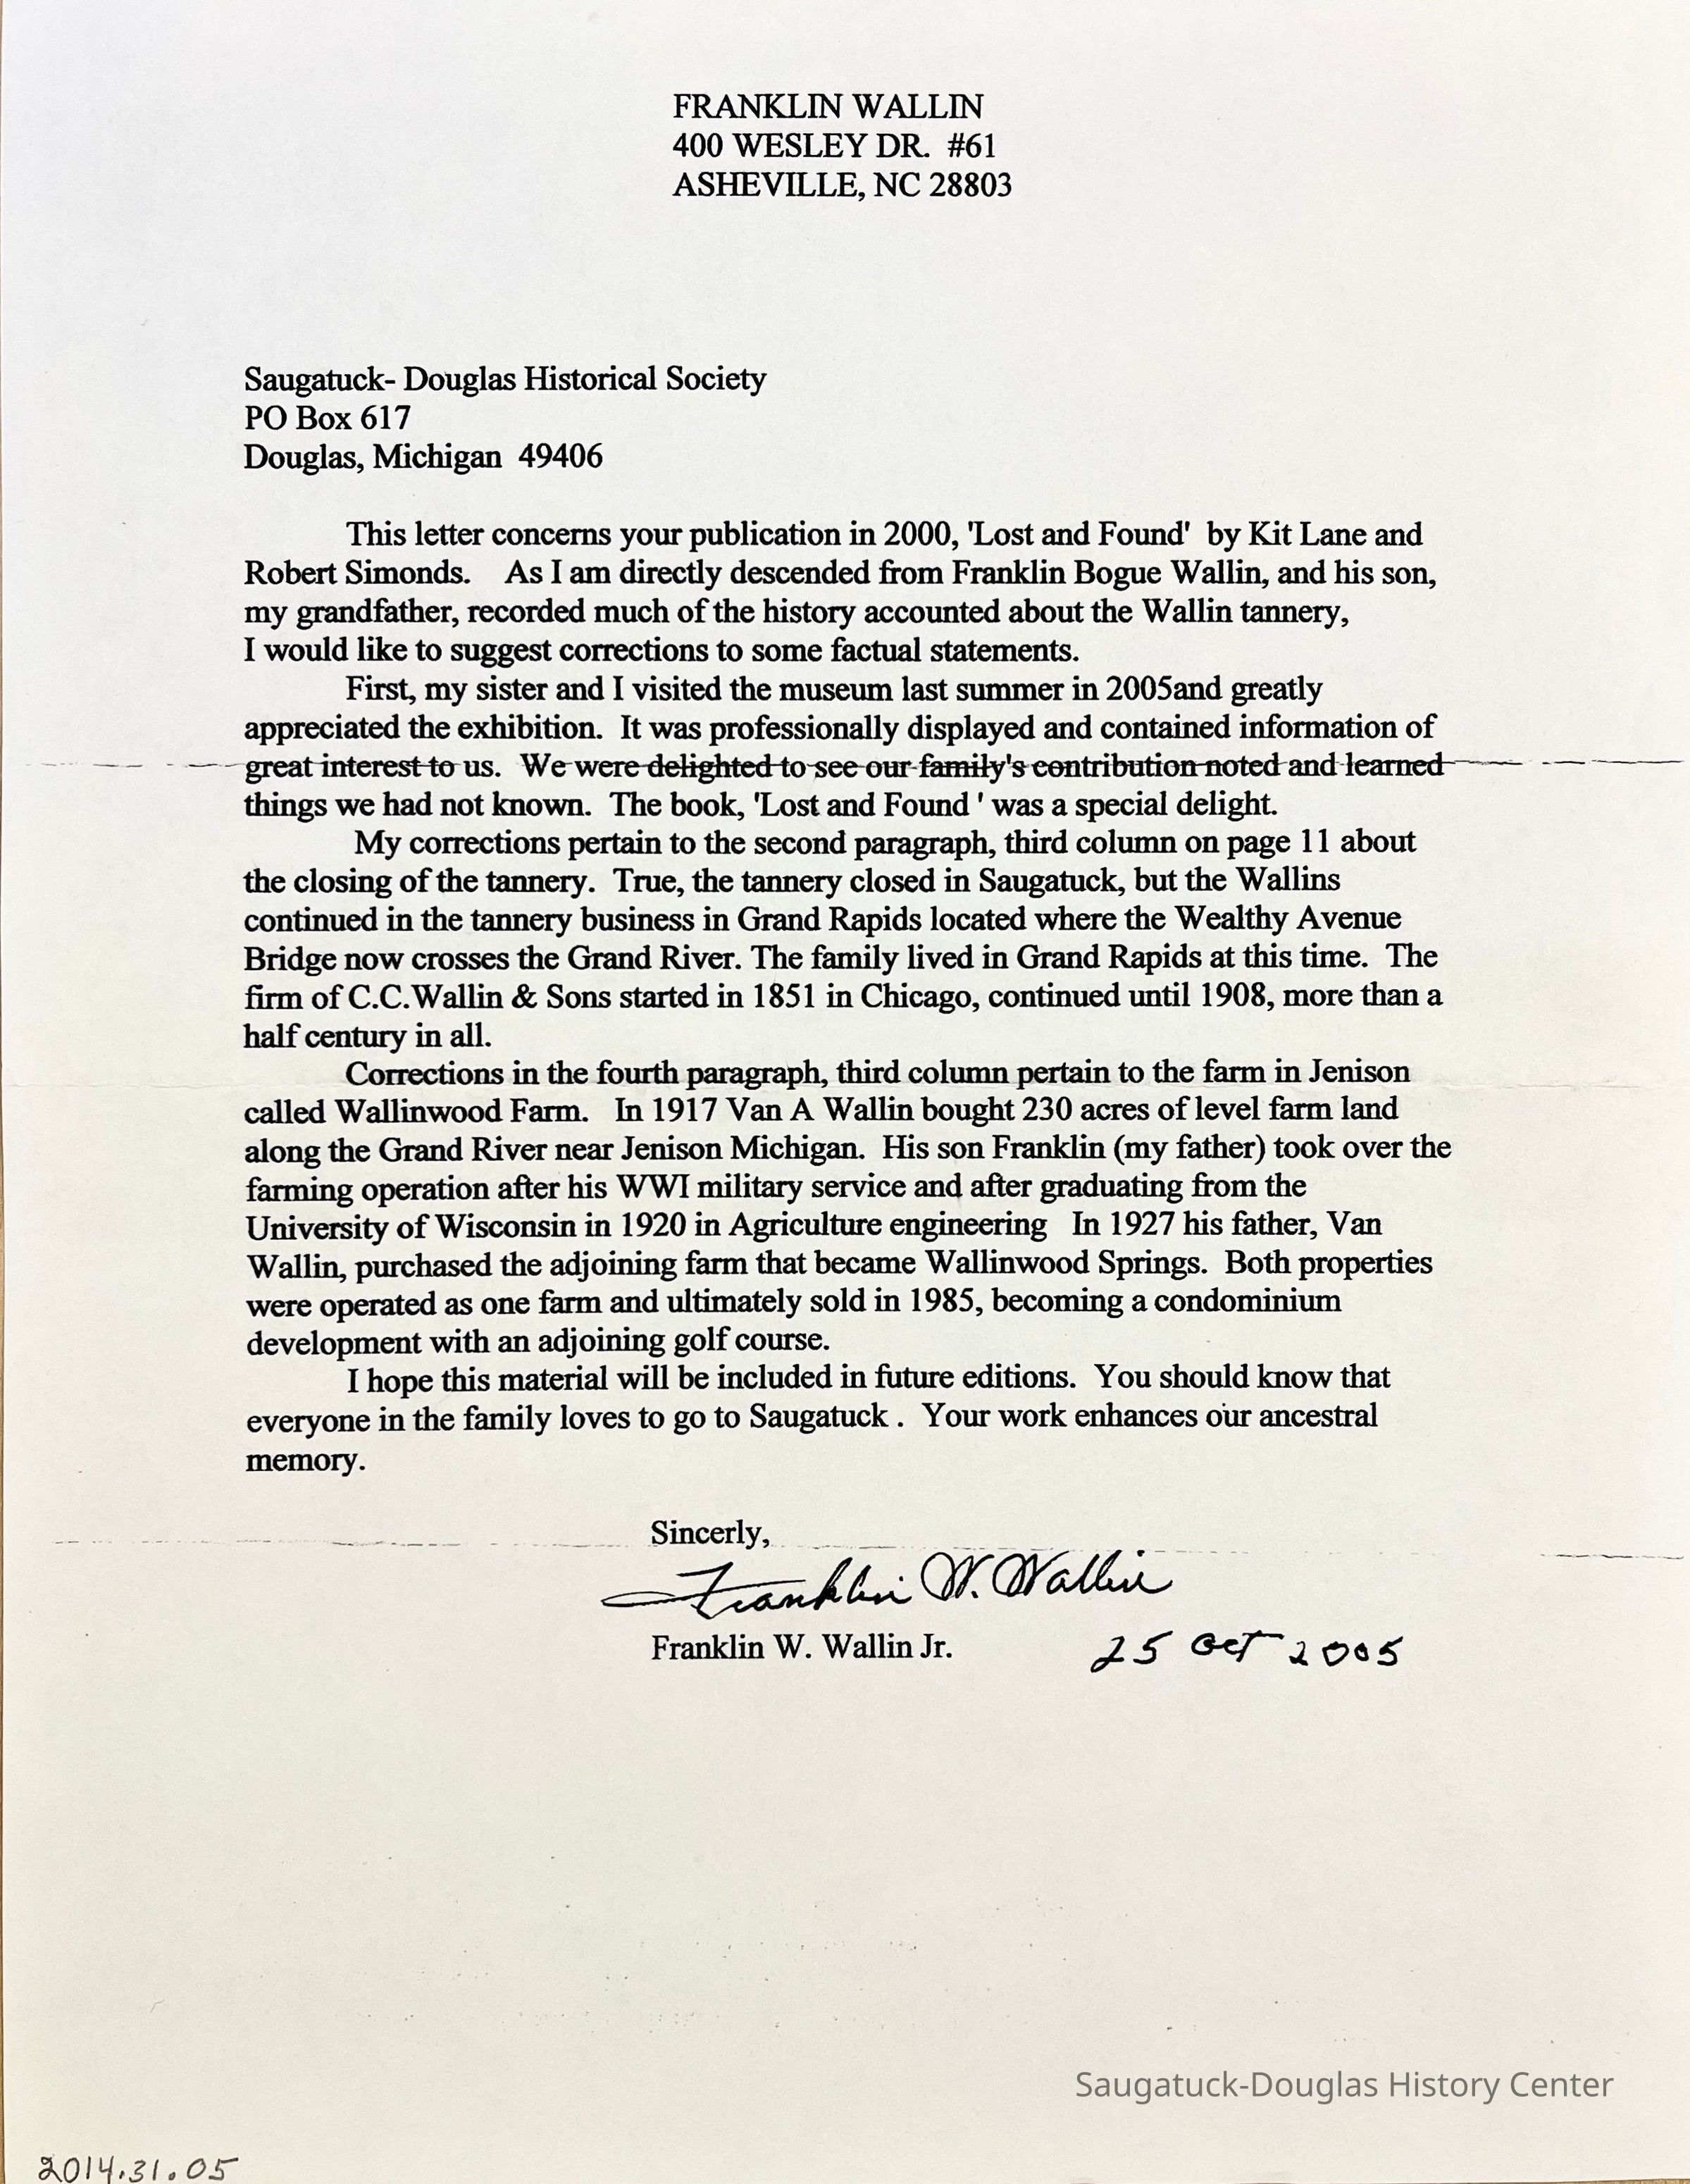 FRANKLIN WALLIN
400 WESLEY DR.  #61
ASHEVILLE, NC 28803
Saugatuck- Douglas Historical Society
PO Box 617
Douglas, Michigan  49406
This letter concerns your publication in 2000, 'Lost and Found'  by Kit Lane and
Robert Simonds.    As I am directly descended from Franklin Bogue Wallin, and his son,
my grandfather, recorded much of the history accounted about the Wallin tannery,
I would like to suggest corrections to some factual statements.
First, my sister and I visited the museum last summer in 2005and greatly
appreciated the exhibition.  It was professionally displayed and contained information of
great interest to us.  We were delighted to see our family's contribution noted and learned
things we had not known.  The book, 'Lost and Found ' was a special delight.
My corrections pertain to the second paragraph, third column on page 11 about
the closing of the tannery.  True, the tannery closed in Saugatuck, but the Wallins
continued in the tannery business in Grand Rapids located where the Wealthy Avenue
Bridge now crosses the Grand River. The family lived in Grand Rapids at this time.  The
firm of C.C.Wallin & Sons started in 1851 in Chicago, continued until 1908, more than a
half century in all.
Corrections in the fourth paragraph, third column pertain to the farm in Jenison
called Wallinwood Farm.   In 1917 Van A Wallin bought 230 acres of level farm land
along the Grand River near Jenison Michigan.  His son Franklin (my father) took over the
farming operation after his WWI military service and after graduating from the
University of Wisconsin in 1920 in Agriculture engineering   In 1927 his father, Van
Wallin, purchased the adjoining farm that became Wallinwood Springs.  Both properties
were operated as one farm and ultimately sold in 1985, becoming a condominium
development with an adjoining golf course.
I hope this material will be included in future editions.  You should know that
everyone in the family loves to go to Saugatuck .  Your work enhances our ancestral
memory.
Sincerly,
Franklin W. Wallin
Franklin W. Wallin Jr.
25 Oct 2005
Saugatuck-Douglas History Center
2014.31.05